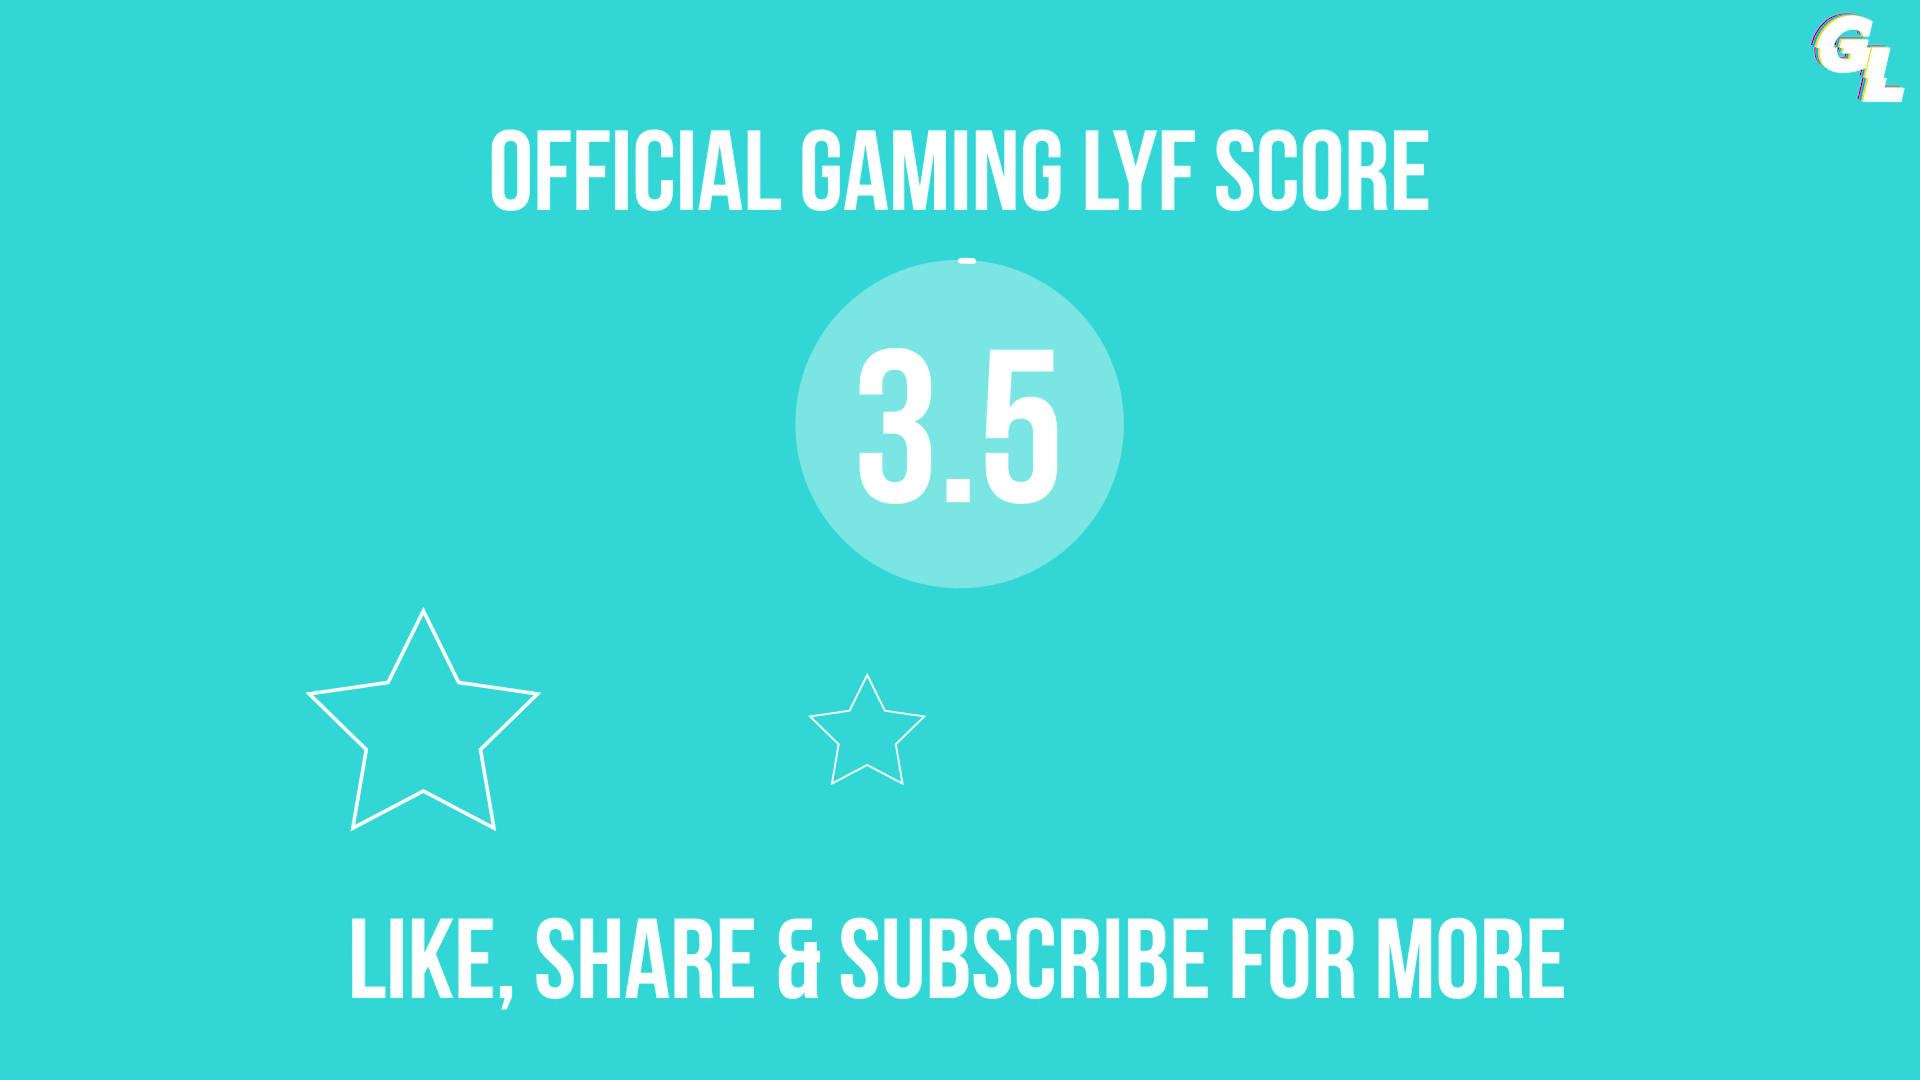 GL
OFFICIAL GAMING LYF SCORE
3.5
LIKE, SHARE & SUBSCRIBE FOR MORE